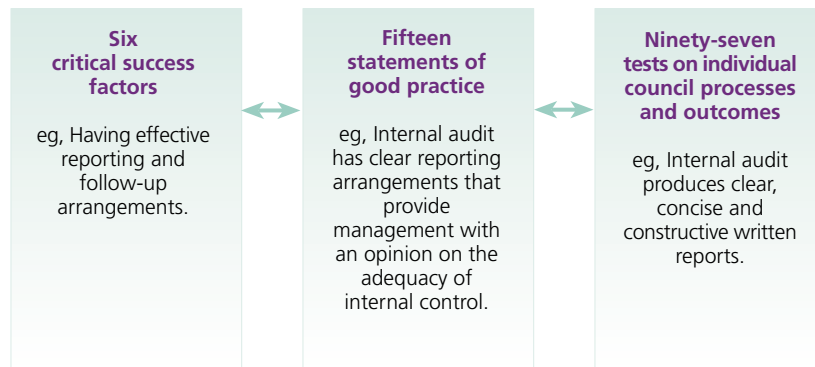 Six
critical success
factors
eg, Having effective
reporting and
follow-up
arrangements.
Fifteen
statements of
good practice
eg, Internal audit
has clear reporting
arrangements that
provide
management with
an opinion on the
adequacy of
internal control.
Ninety-seven
tests on individual
council processes
and outcomes
eg, Internal audit
produces clear,
concise and
constructive written
reports.